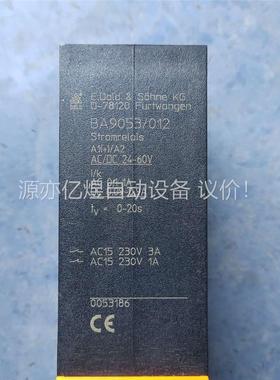 E.Dold & Söhne KG
D-78120 Furtwangen
BA9053/012
Stromrelais
A1(+)/A2
AC/DC 24-60V
i/k
源亦亿煜自动设备 议价！
tv = 0-20s
AC15 230V 3A
AC15 230V 1A
0053186
CE